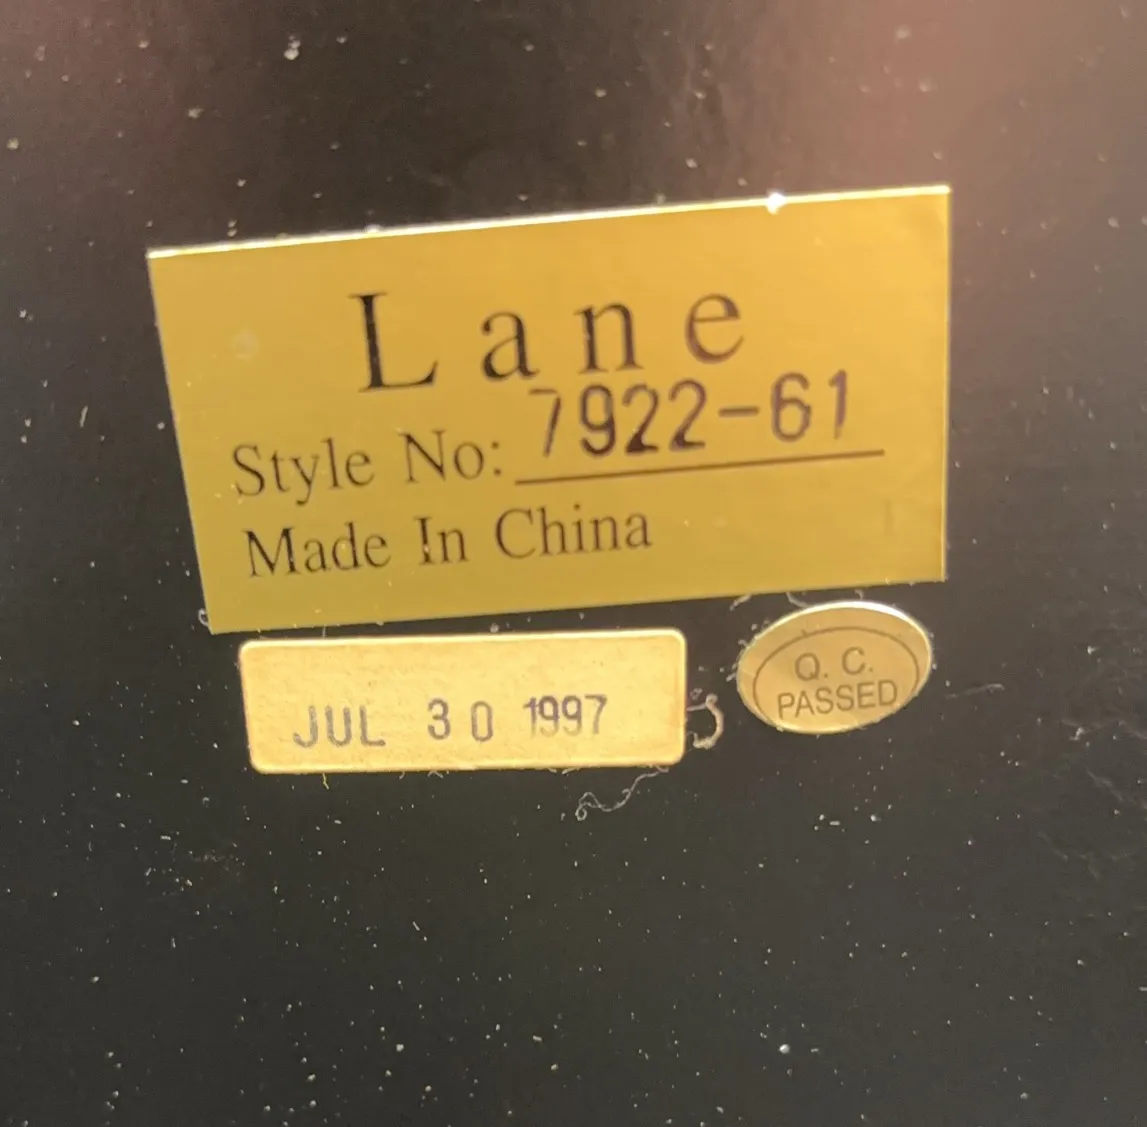 Lane
Style No: 7922-61
Made In China
JUL 30 1997
Q. C.
PASSED